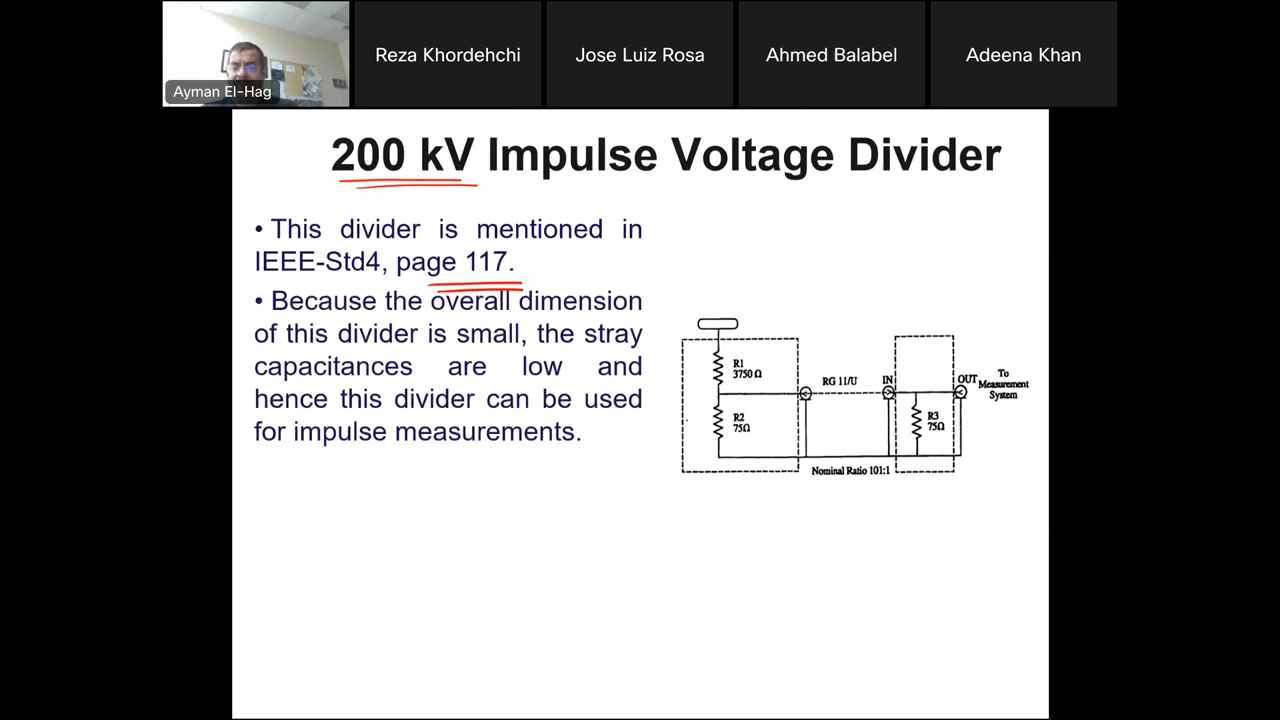 Ayman El-Hag
Reza Khordehchi
Jose Luiz Rosa
Ahmed Balabel
Adeena Khan
200 kV Impulse Voltage Divider
• This divider is mentioned in
IEEE-Std4, page 117.
• Because the overall dimension
of this divider is small, the stray
capacitances are low and
hence this divider can be used
for impulse measurements.
R1
3750 Ω
R2
75Ω
RG 11/U
IN
R3
75Ω
OUT
To
Measurement
System
Nominal Ratio 101:1